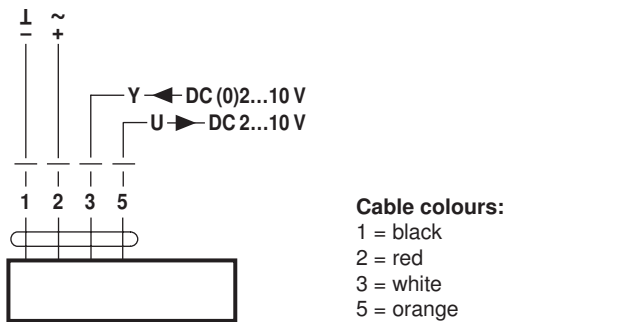 ⊥ ~
– +
Y DC (0)2…10 V
U DC 2…10 V
1 2 3 5
Cable colours:
1 = black
2 = red
3 = white
5 = orange